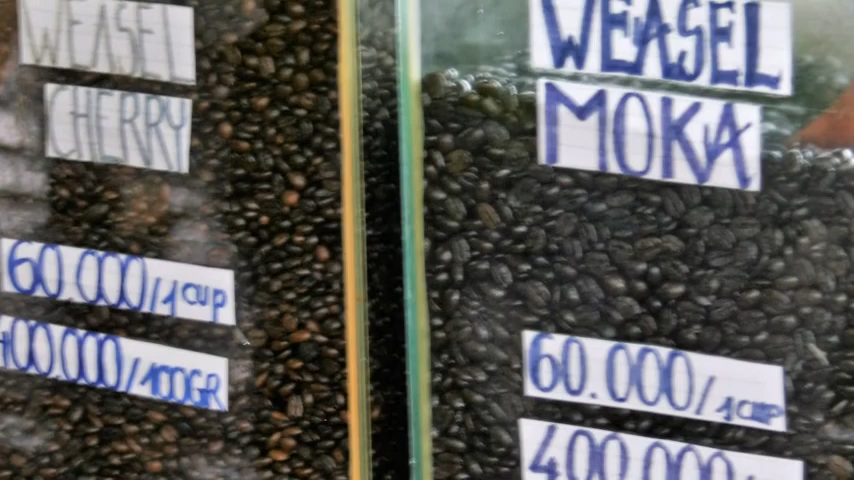 WEASEL
CHERRY
60.000/1cup
400.000/100GR
WEASEL
MOKA
60.000/1cup
400.000/